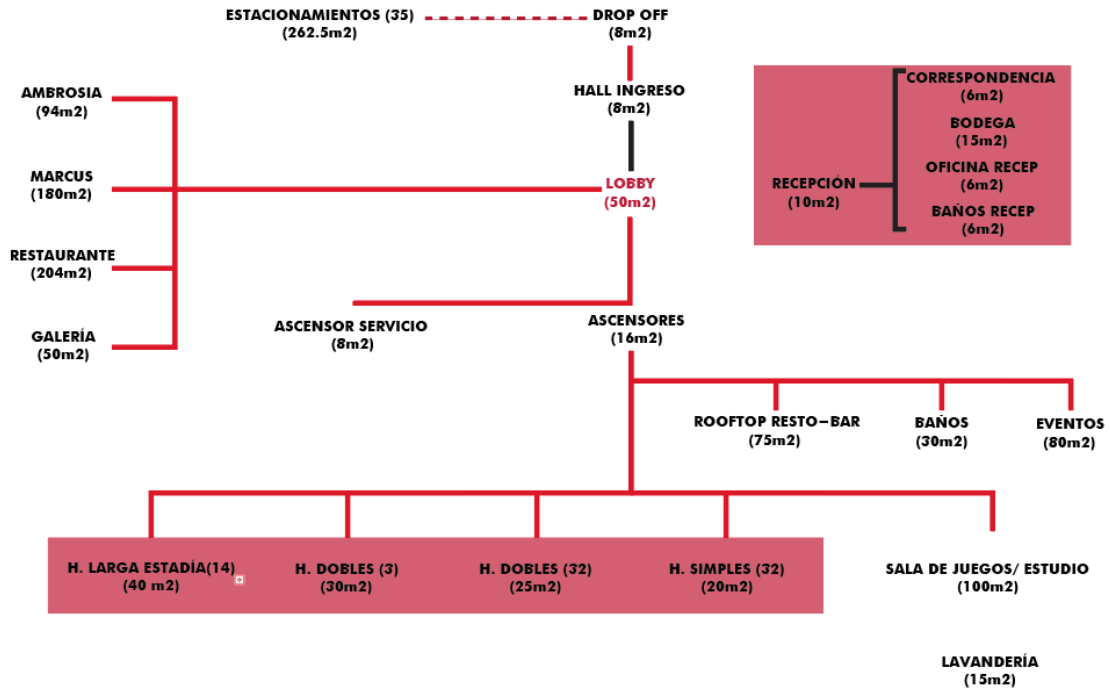 ESTACIONAMIENTOS (35)
(262.5m2)
DROP OFF
(8m2)
HALL INGRESO
(8m2)
AMBROSIA
(94m2)
MARCUS
(180m2)
RESTAURANTE
(204m2)
GALERÍA
(50m2)
LOBBY
(50m2)
CORRESPONDENCIA
(6m2)
BODEGA
(15m2)
RECEPCIÓN
(10m2)
OFICINA RECEP
(6m2)
BAÑOS RECEP
(6m2)
ASCENSOR SERVICIO
(8m2)
ASCENSORES
(16m2)
ROOFTOP RESTO-BAR
(75m2)
BAÑOS
(30m2)
EVENTOS
(80m2)
H. LARGA ESTADÍA(14)
(40 m2)
H. DOBLES (3)
(30m2)
H. DOBLES (32)
(25m2)
H. SIMPLES (32)
(20m2)
SALA DE JUEGOS/ ESTUDIO
(100m2)
LAVANDERÍA
(15m2)